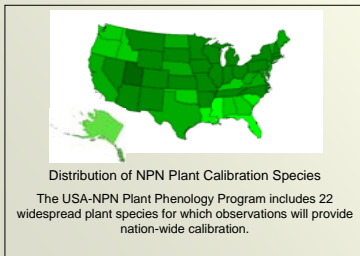 Distribution of NPN Plant Calibration Species
The USA-NPN Plant Phenology Program includes 22
widespread plant species for which observations will provide
nation-wide calibration.